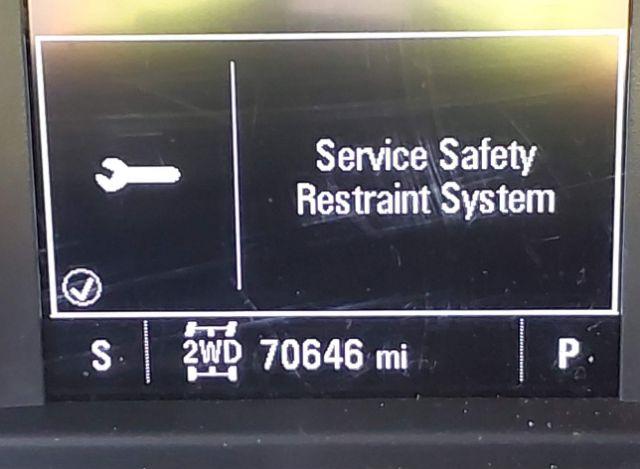 Service Safety
Restraint System
S 2WD 70646 mi P